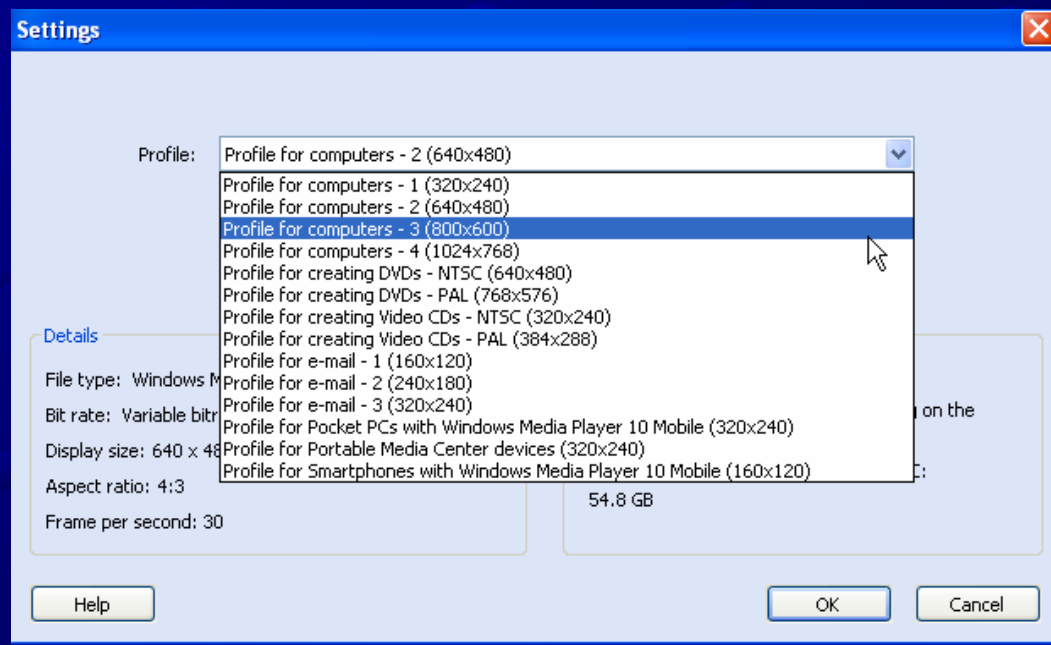 Settings
Profile: Profile for computers - 2 (640x480)
Profile for computers - 1 (320x240)
Profile for computers - 2 (640x480)
Profile for computers - 3 (800x600)
Profile for computers - 4 (1024x768)
Profile for creating DVDs - NTSC (640x480)
Profile for creating DVDs - PAL (768x576)
Profile for creating Video CDs - NTSC (320x240)
Profile for creating Video CDs - PAL (384x288)
Profile for e-mail - 1 (160x120)
Profile for e-mail - 2 (240x180)
Profile for e-mail - 3 (320x240)
Profile for Pocket PCs with Windows Media Player 10 Mobile (320x240)
Profile for Portable Media Center devices (320x240)
Profile for Smartphones with Windows Media Player 10 Mobile (160x120)
Details
File type: Windows
Bit rate: Variable
Display size: 640 x
Aspect ratio: 4:3
Frame per second: 30
on the
54.8 GB
Help
OK
Cancel